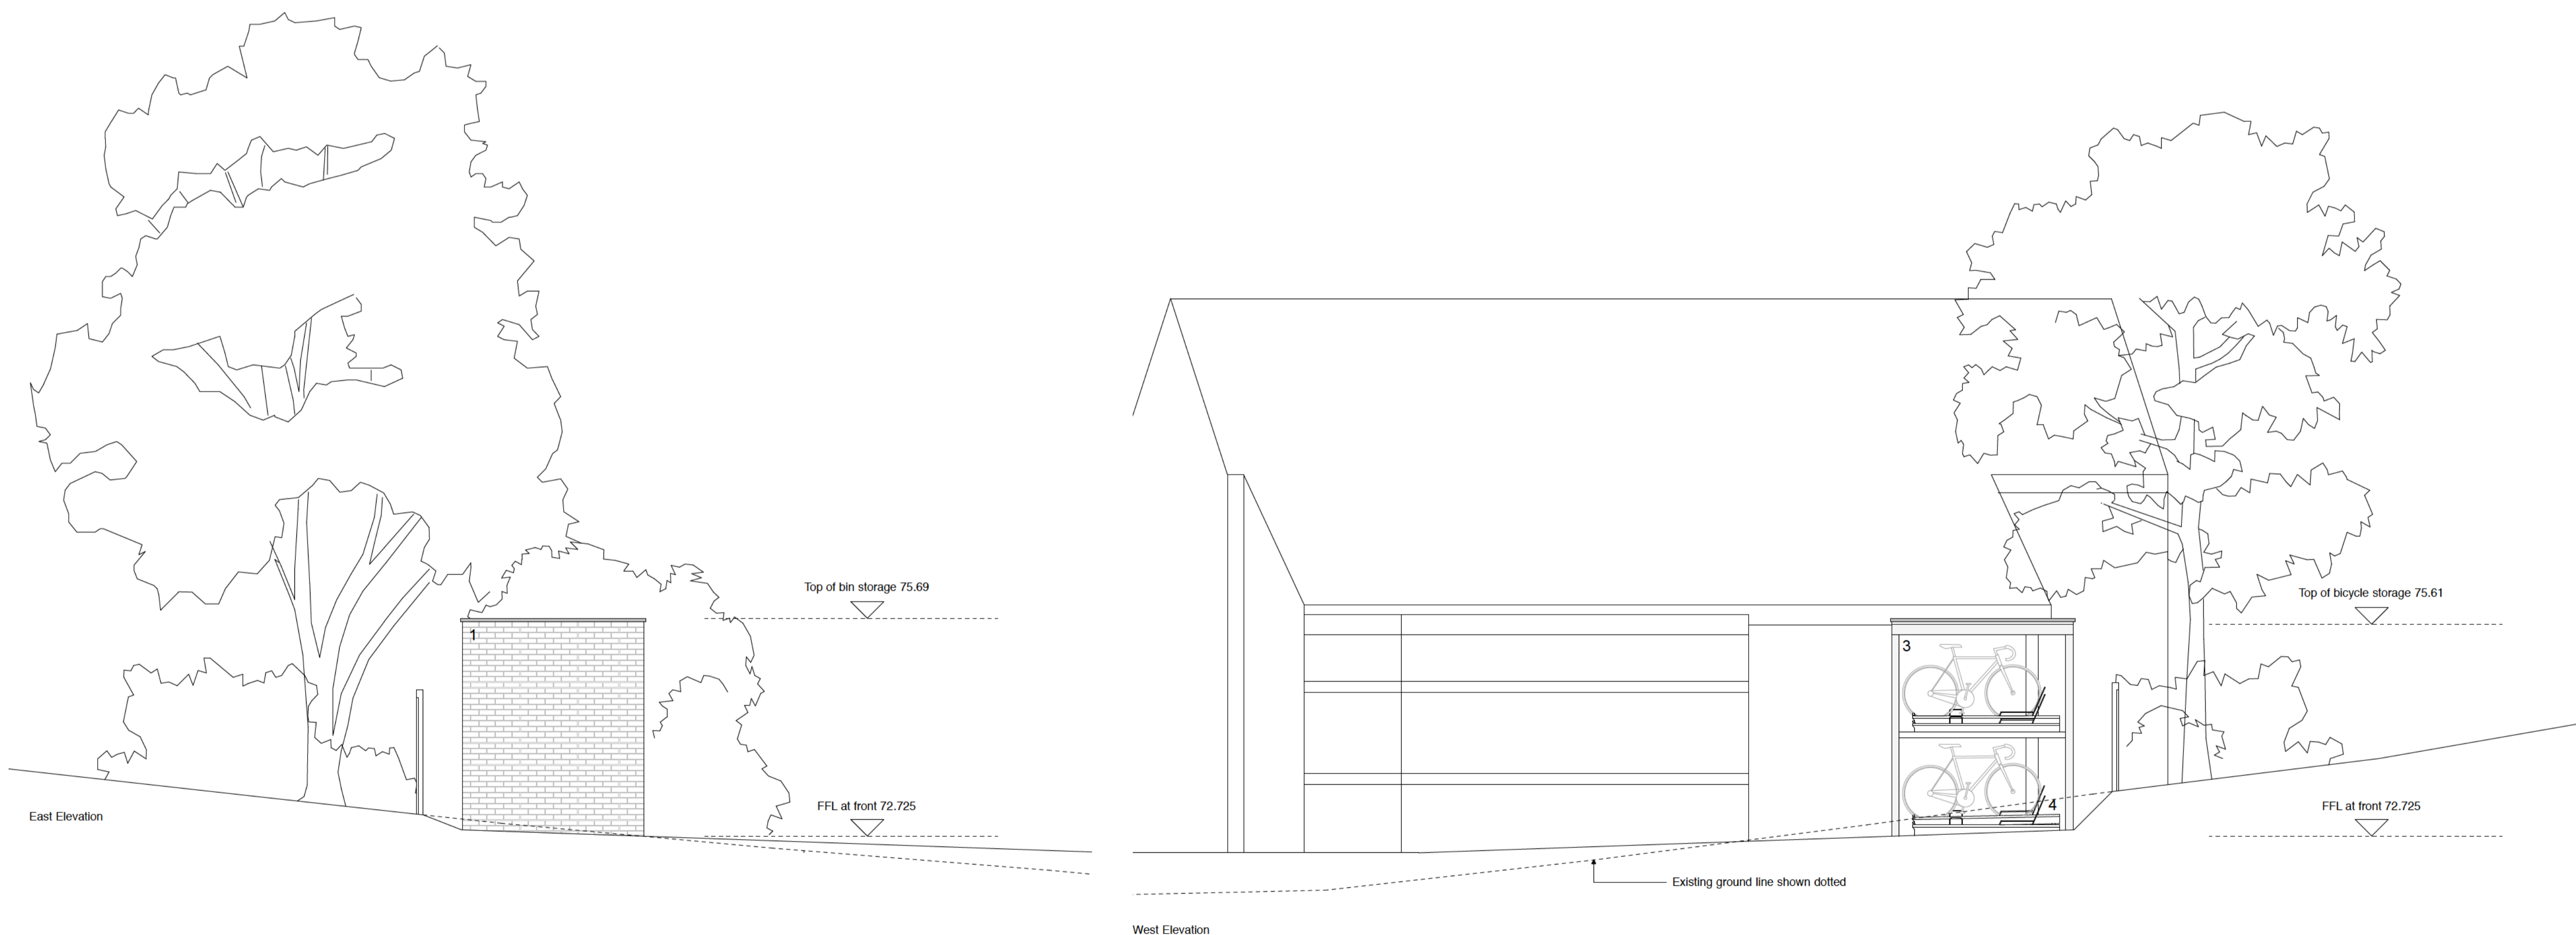 Top of bin storage 75.69
1
FFL at front 72.725
East Elevation
Top of bicycle storage 75.61
3
4
FFL at front 72.725
Existing ground line shown dotted
West Elevation